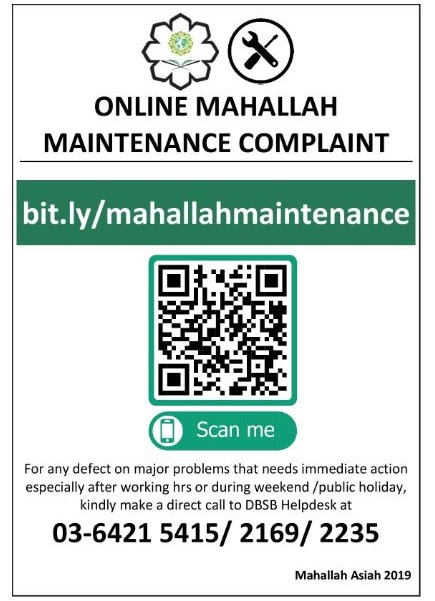 ONLINE MAHALLAH
MAINTENANCE COMPLAINT
bit.ly/mahallahmaintenance
Scan me
For any defect on major problems that needs immediate action
especially after working hrs or during weekend /public holiday,
kindly make a direct call to DBSB Helpdesk at
03-6421 5415/ 2169/ 2235
Mahallah Asiah 2019